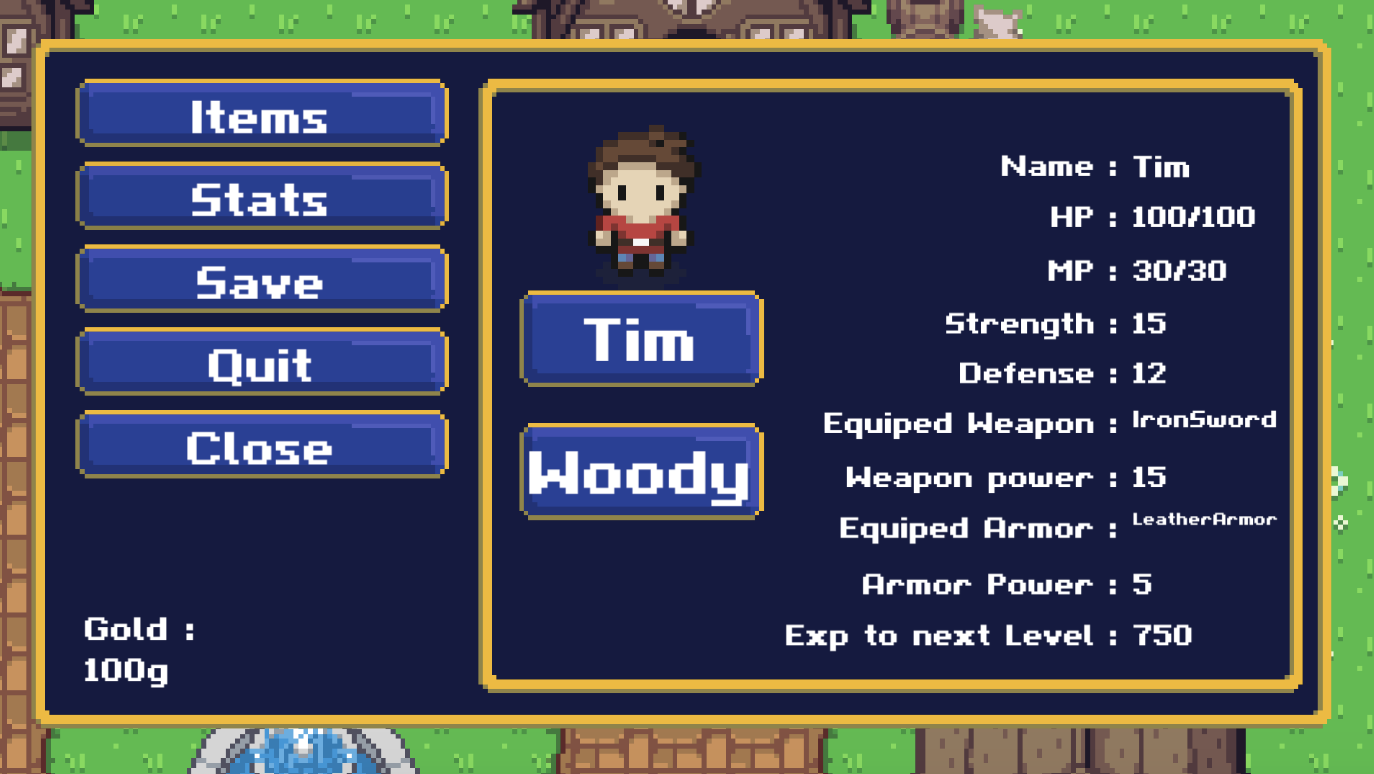 Items
Stats
Save
Quit
Close
Gold :
100g
Tim
Woody
Name : Tim
HP : 100/100
MP : 30/30
Strength : 15
Defense : 12
Equiped Weapon : IronSword
Weapon power : 15
Equiped Armor : LeatherArmor
Armor Power : 5
Exp to next Level : 750